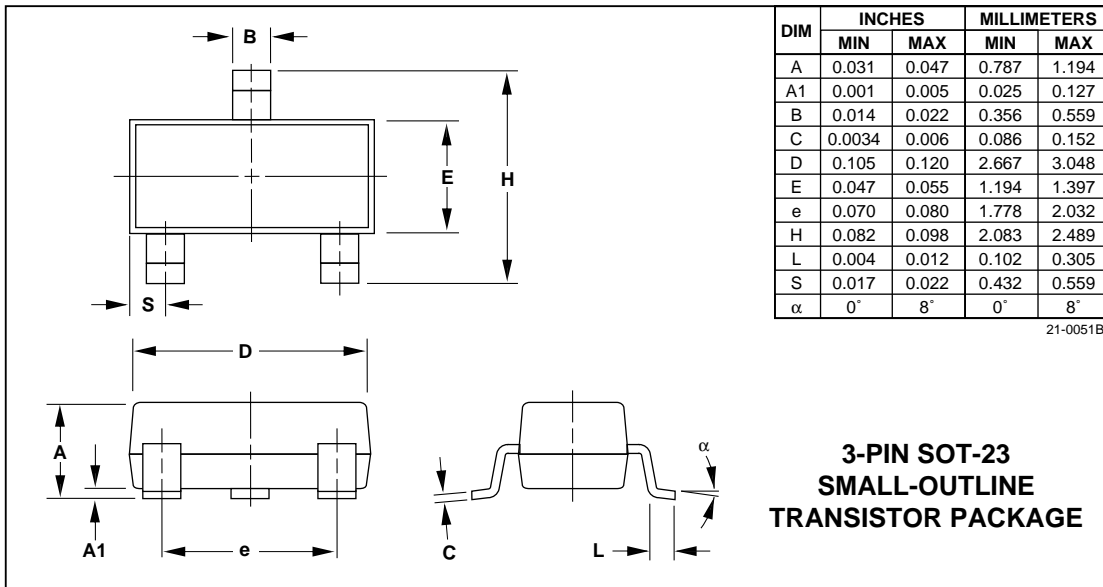 B
E
H
S
D
A
A1
e
C
L
α
DIM INCHES MILLIMETERS
MIN MAX MIN MAX
A 0.031 0.047 0.787 1.194
A1 0.001 0.005 0.025 0.127
B 0.014 0.022 0.356 0.559
C 0.0034 0.006 0.086 0.152
D 0.105 0.120 2.667 3.048
E 0.047 0.055 1.194 1.397
e 0.070 0.080 1.778 2.032
H 0.082 0.098 2.083 2.489
L 0.004 0.012 0.102 0.305
S 0.017 0.022 0.432 0.559
α 0° 8° 0° 8°
21-0051B
3-PIN SOT-23
SMALL-OUTLINE
TRANSISTOR PACKAGE